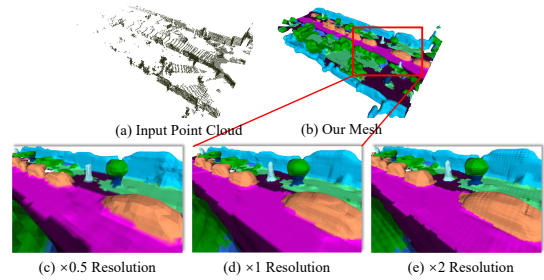 (a) Input Point Cloud
(b) Our Mesh
(c) ×0.5 Resolution
(d) ×1 Resolution
(e) ×2 Resolution